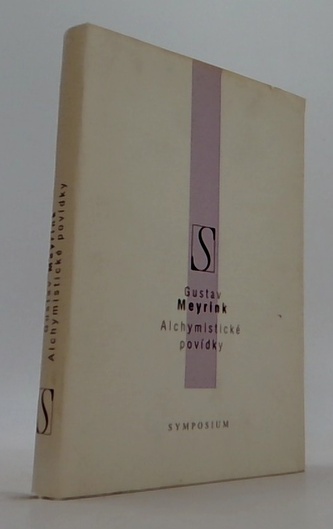 S
Gustav
Meyrink
Alchymistické
povídky
SYMPOSIUM
Gustav Meyrink
Alchymistické povídky
S